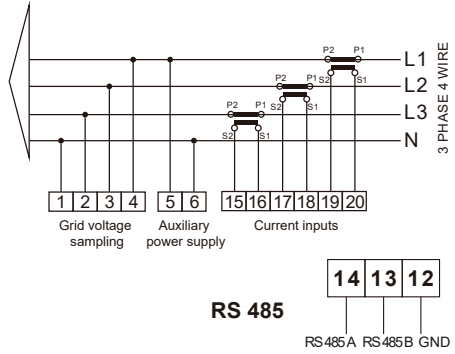 P2 P1
L1
P2 P1 S2 S1
L2
P2 P1 S2 S1
L3
S2 S1
N
3 PHASE 4 WIRE
1 2 3 4 5 6 15 16 17 18 19 20
Grid voltage sampling
Auxiliary power supply
Current inputs
14 13 12
RS 485
RS485A RS485B GND